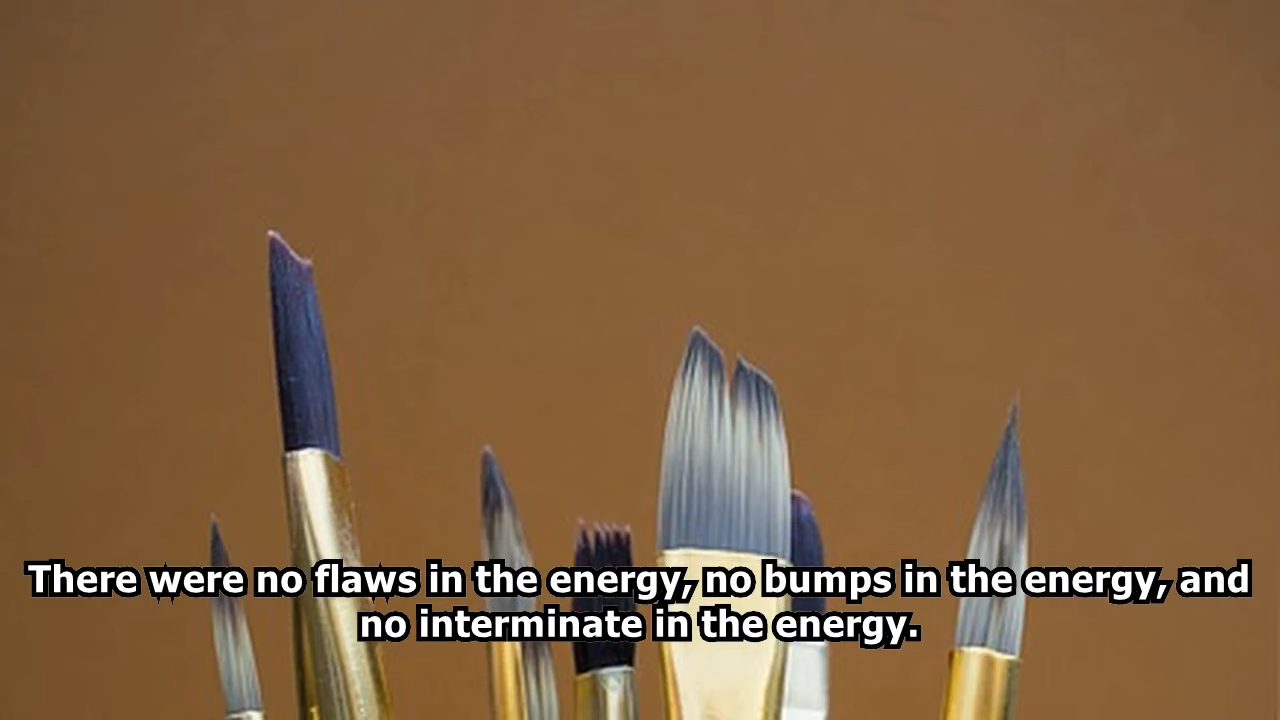 There were no flaws in the energy, no bumps in the energy, and
no interminate in the energy.